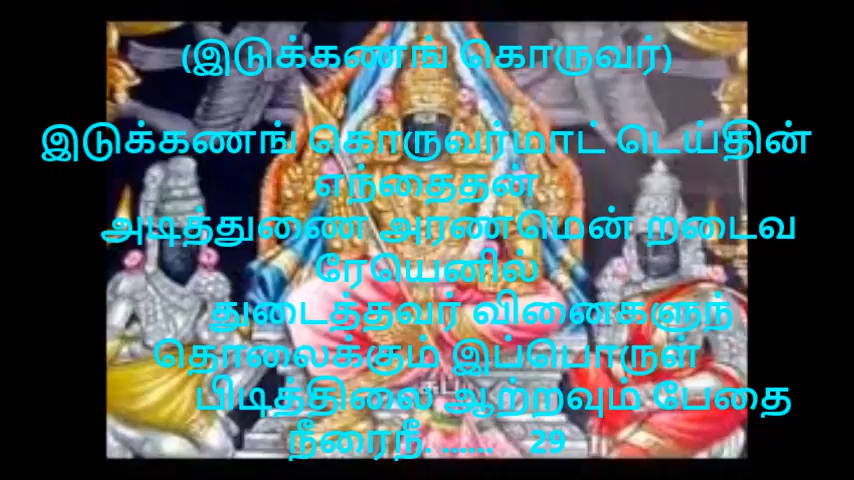 (இடுக்கணங் கொருவர்)
இடுக்கணங் கொருவர்மாட் டெய்தின்
எந்தைதன்
அடித்துணை அரணமென் றடைவ
ரேயெனில்
துடைத்தவர் வினைகளுந்
தொலைக்கும் இப்பொருள்
பிடித்திலை ஆற்றவும் பேதை
நீரைநீ. ...... 29